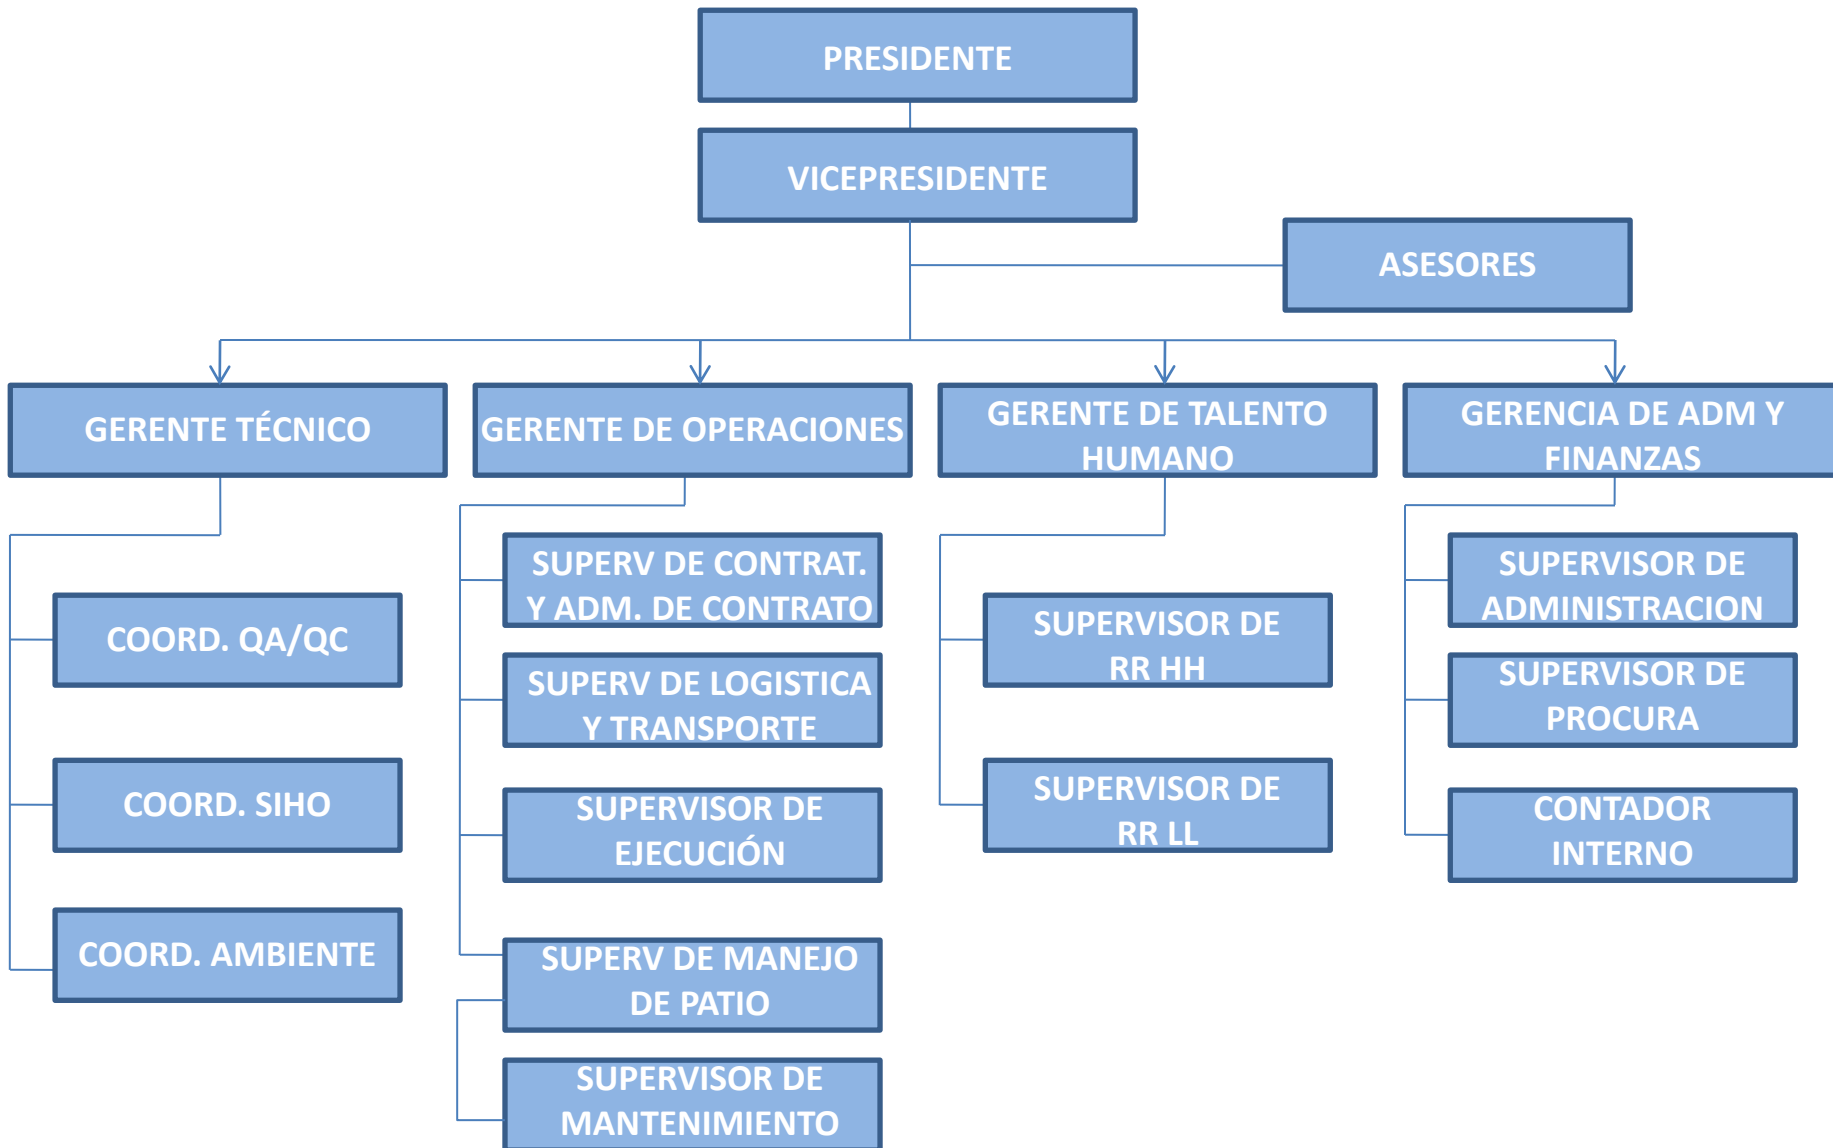 PRESIDENTE
VICEPRESIDENTE
ASESORES
GERENTE TÉCNICO
GERENTE DE OPERACIONES
GERENTE DE TALENTO
HUMANO
GERENCIA DE ADM Y
FINANZAS
COORD. QA/QC
COORD. SIHO
COORD. AMBIENTE
SUPERV DE CONTRAT.
Y ADM. DE CONTRATO
SUPERV DE LOGISTICA
Y TRANSPORTE
SUPERVISOR DE
EJECUCIÓN
SUPERV DE MANEJO
DE PATIO
SUPERVISOR DE
MANTENIMIENTO
SUPERVISOR DE
RR HH
SUPERVISOR DE
RR LL
SUPERVISOR DE
ADMINISTRACION
SUPERVISOR DE
PROCURA
CONTADOR
INTERNO